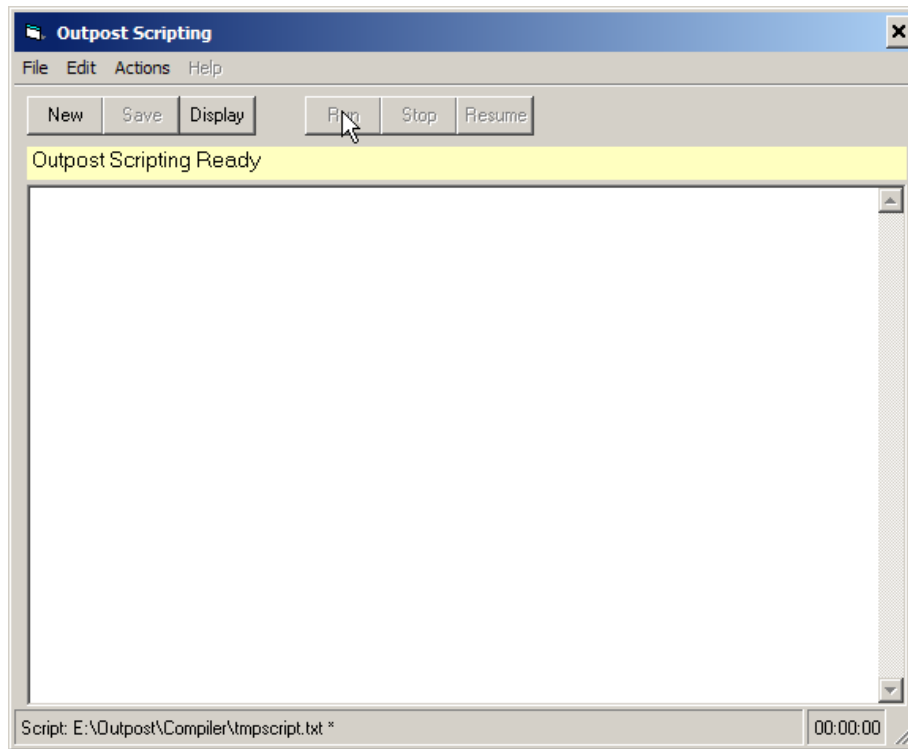 Outpost Scripting
File Edit Actions Help
New Save Display Run Stop Resume
Outpost Scripting Ready
Script: E:\Outpost\Compiler\tmpscript.txt * 00:00:00